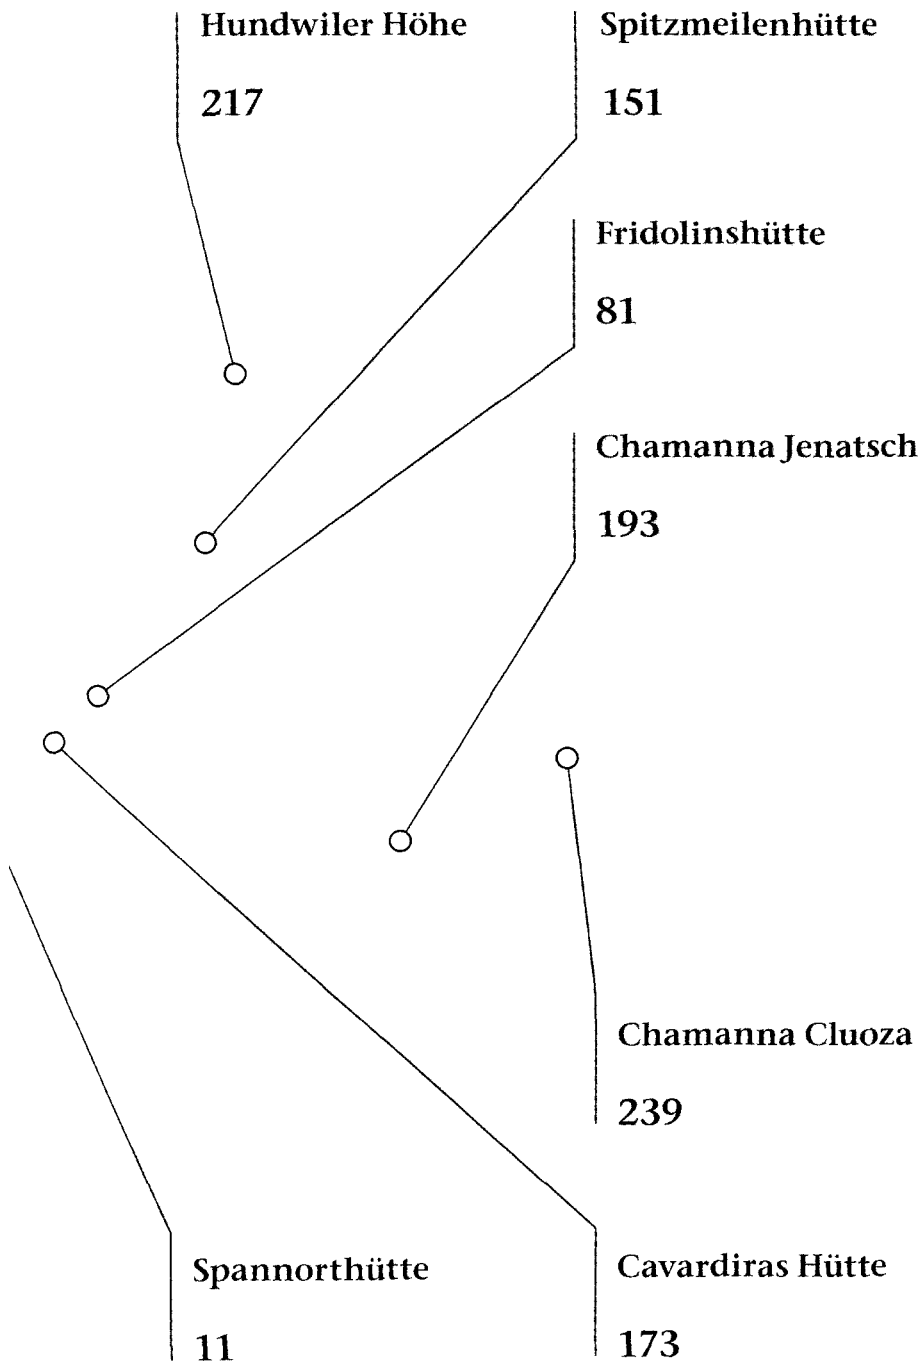 Hundwiler Höhe
217
Spitzmeilenhütte
151
Fridolinshütte
81
Chamanna Jenatsch
193
Chamanna Cluoza
239
Spannorthütte
11
Cavardiras Hütte
173